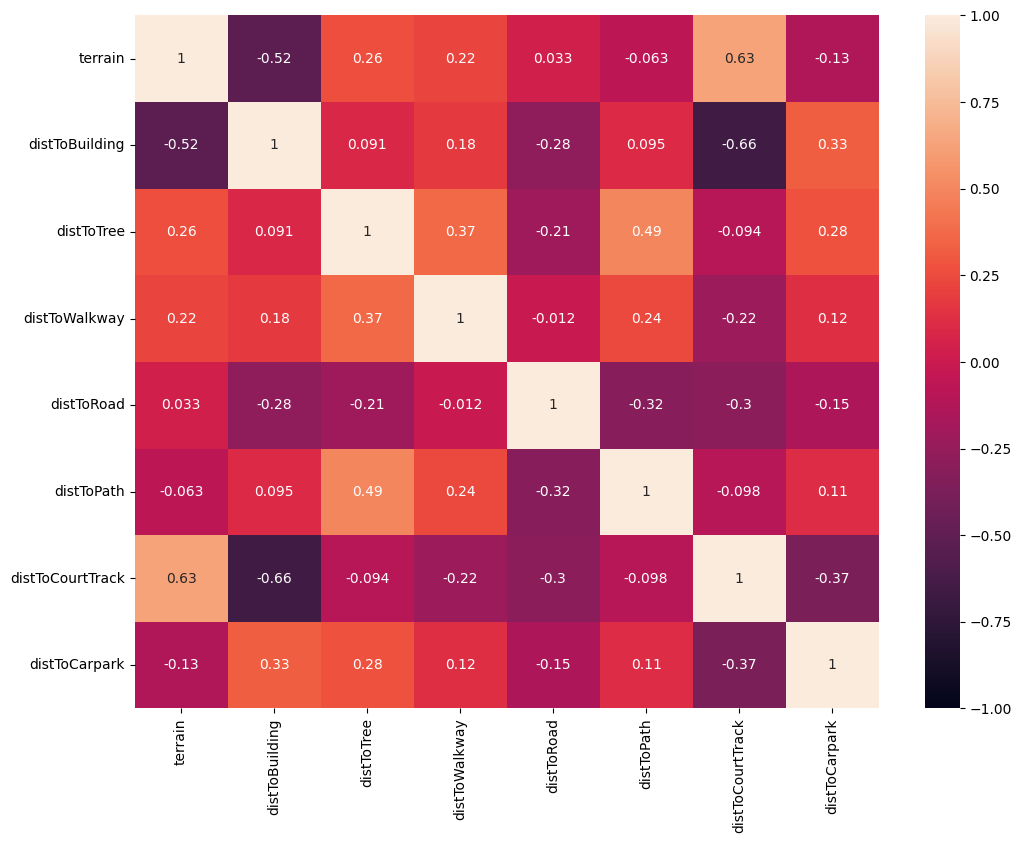 terrain 1 -0.52 0.26 0.22 0.033 -0.063 0.63 -0.13
distToBuilding -0.52 1 0.091 0.18 -0.28 0.095 -0.66 0.33
distToTree 0.26 0.091 1 0.37 -0.21 0.49 -0.094 0.28
distToWalkway 0.22 0.18 0.37 1 -0.012 0.24 -0.22 0.12
distToRoad 0.033 -0.28 -0.21 -0.012 1 -0.32 -0.3 -0.15
distToPath -0.063 0.095 0.49 0.24 -0.32 1 -0.098 0.11
distToCourtTrack 0.63 -0.66 -0.094 -0.22 -0.3 -0.098 1 -0.37
distToCarpark -0.13 0.33 0.28 0.12 -0.15 0.11 -0.37 1
terrain
distToBuilding
distToTree
distToWalkway
distToRoad
distToPath
distToCourtTrack
distToCarpark
1.00
0.75
0.50
0.25
0.00
−0.25
−0.50
−0.75
−1.00